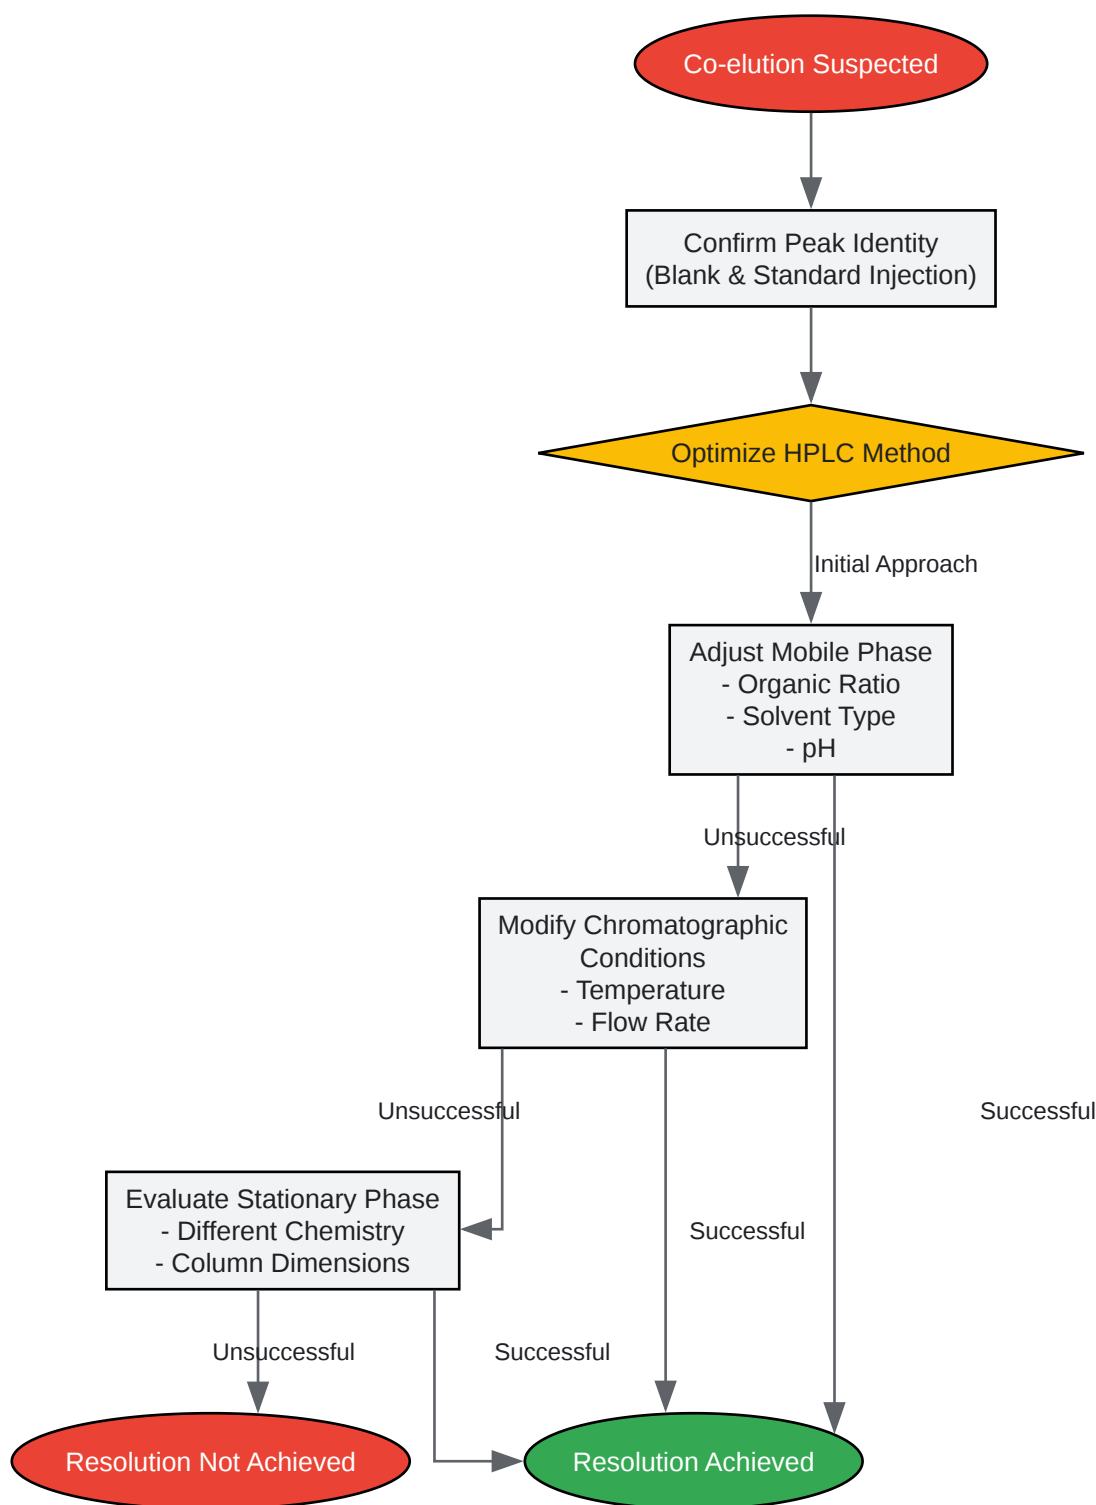 Co-elution Suspected
Confirm Peak Identity
(Blank & Standard Injection)
Optimize HPLC Method
Initial Approach
Adjust Mobile Phase
- Organic Ratio
- Solvent Type
- pH
Unsuccessful
Modify Chromatographic
Conditions
- Temperature
- Flow Rate
Unsuccessful
Successful
Evaluate Stationary Phase
- Different Chemistry
- Column Dimensions
Successful
Unsuccessful
Successful
Resolution Not Achieved
Resolution Achieved